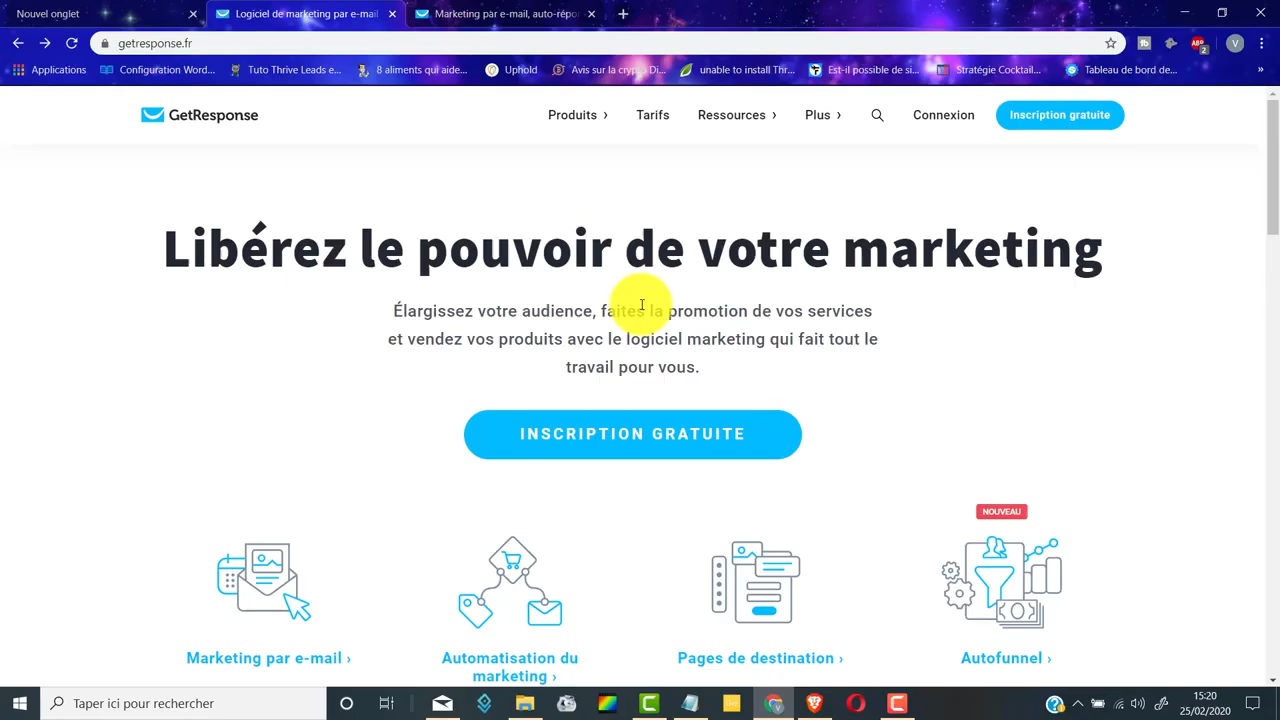 Nouvel onglet
Logiciel de marketing par e-mail
Marketing par e-mail, auto-répo
getresponse.fr
ABP
2
V
Applications
Configuration Word...
Tuto Thrive Leads e...
8 aliments qui aide...
Uphold
Avis sur la crypto Di...
unable to install Thr...
Est-il possible de si...
Stratégie Cocktail...
Tableau de bord de...
GetResponse
Produits ›
Tarifs
Ressources ›
Plus ›
Connexion
Inscription gratuite
Libérez le pouvoir de votre marketing
Élargissez votre audience, faites la promotion de vos services
et vendez vos produits avec le logiciel marketing qui fait tout le
travail pour vous.
INSCRIPTION GRATUITE
NOUVEAU
Marketing par e-mail ›
Automatisation du
marketing ›
Pages de destination ›
Autofunnel ›
Taper ici pour rechercher
15:20
25/02/2020